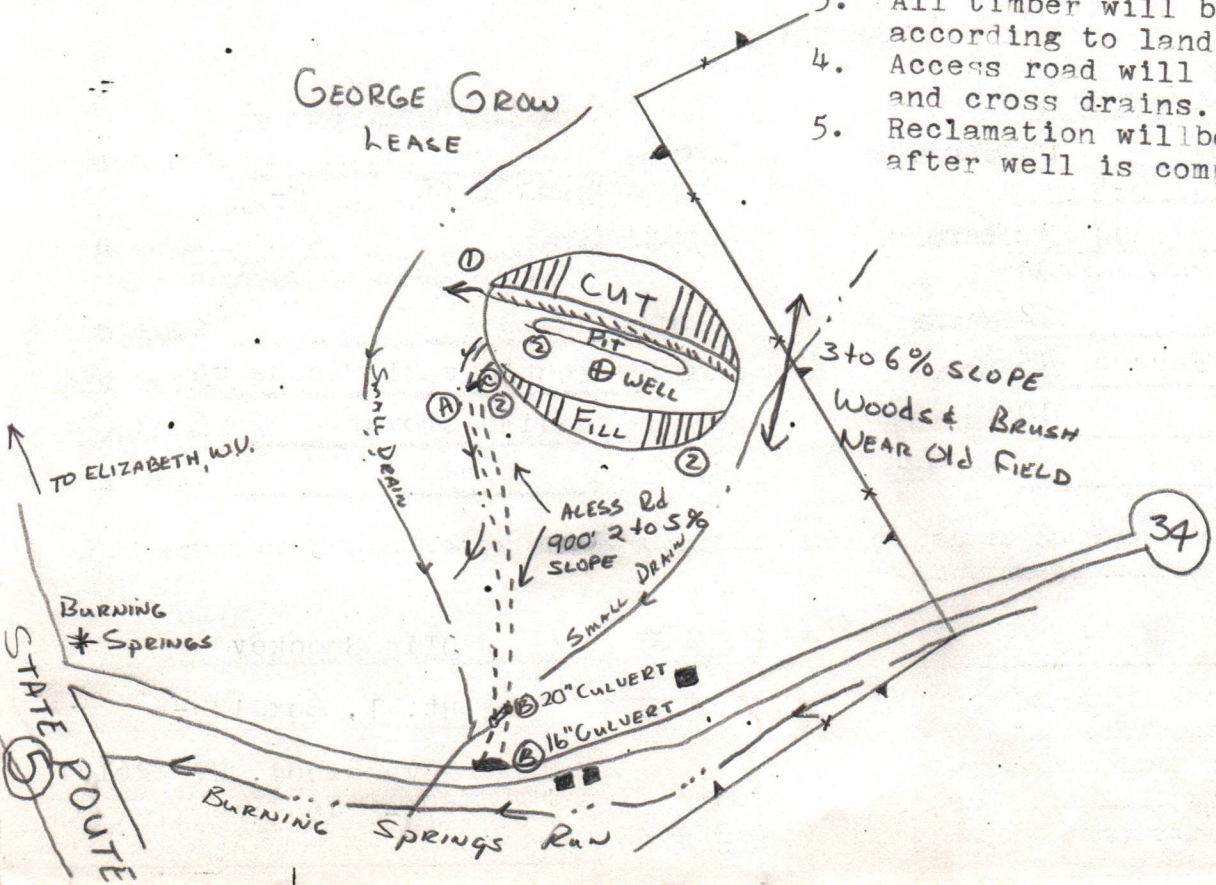 3. All timber will b
according to land
4. Access road will
and cross drains.
5. Reclamation willbe
after well is comp
GEORGE GROW
LEASE
①
CUT
PIT
②
WELL
Ⓒ
Ⓐ
②
FILL
②
3 to 6% SLOPE
WOODS & BRUSH
NEAR Old FIELD
SMALL DRAIN
TO ELIZABETH, W.V.
ACESS Rd
900' 2 to 5%
SLOPE
SMALL DRAIN
34
BURNING
* SPRINGS
Ⓑ 20" CULVERT
Ⓑ 16" CULVERT
STATE ROUTE
5
BURNING SPRINGS RUN